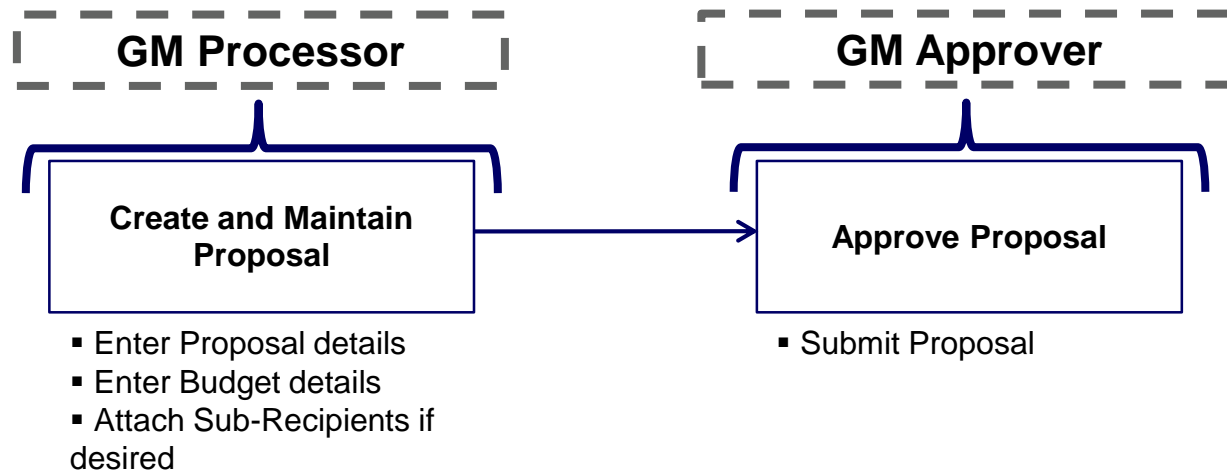 GM Processor
GM Approver
Create and Maintain
Proposal
Approve Proposal
▪ Enter Proposal details
▪ Enter Budget details
▪ Attach Sub-Recipients if
desired
▪ Submit Proposal